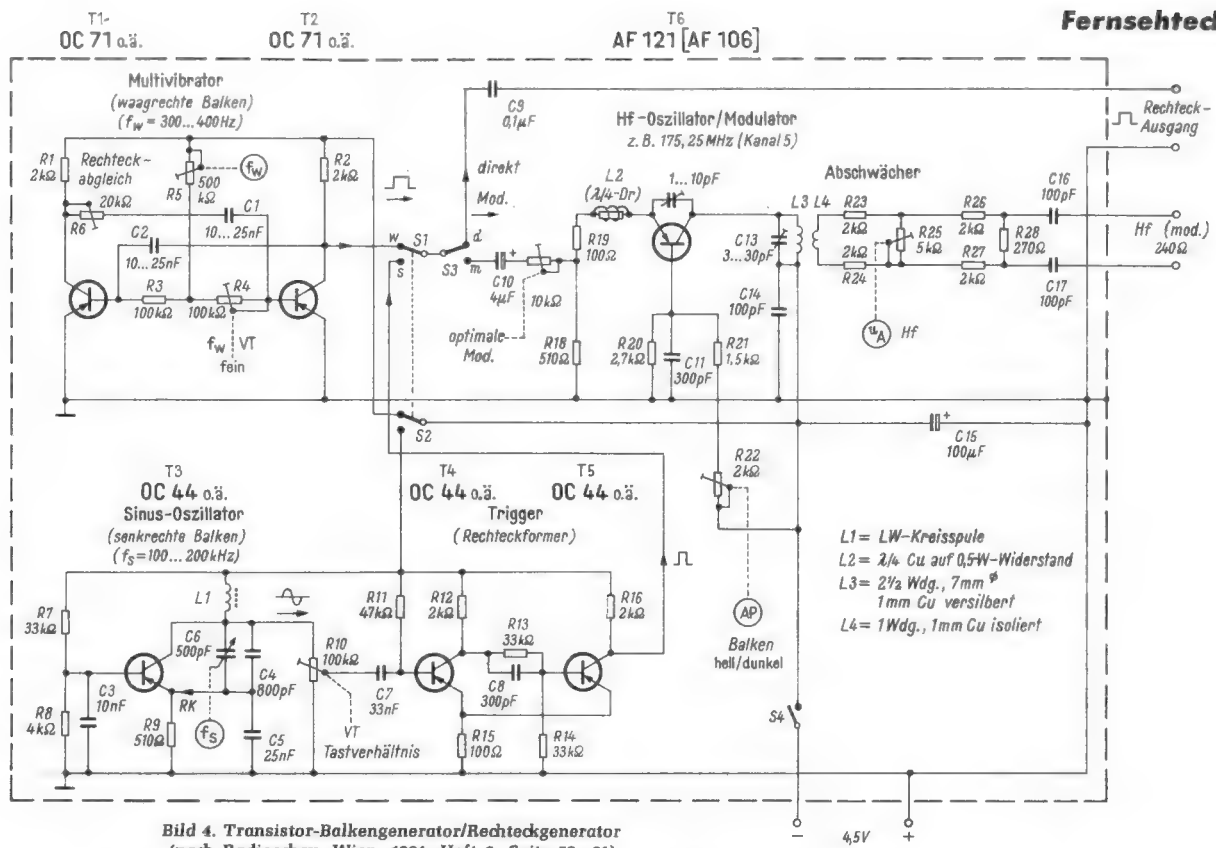 Fernsehtec
T1-
OC 71 o.ä.
T2
OC 71 o.ä.
T6
AF 121 [AF 106]
Multivibrator
(waagrechte Balken)
(fw = 300...400Hz)
C9
0,1µF
Hf-Oszillator/Modulator
z. B. 175,25 MHz (Kanal 5)
Rechteck-
Ausgang
R1
2kΩ
Rechteck-
abgleich
20kΩ
R6
R5
500
kΩ
fw
R2
2kΩ
C1
10...25nF
C2
10...25nF
R3
100kΩ
R4
100kΩ
fw
fein
VT
direkt
Mod.
w
s
S1
S3
d
m
C10
4µF
10kΩ
optimale
Mod.
R19
100Ω
R18
510Ω
L2
(λ/4-Dr)
1...10pF
R20
2,7kΩ
C11
300pF
R21
1,5kΩ
C13
3...30pF
C14
100pF
L3
L4
Abschwächer
R23
2kΩ
2kΩ
R24
R25
5kΩ
R26
2kΩ
R27
2kΩ
R28
270Ω
C16
100pF
C17
100pF
Hf (mod.)
240Ω
uA
Hf
S2
C15
100µF
T3
OC 44 o.ä.
Sinus-Oszillator
(senkrechte Balken)
(fs=100...200kHz)
T4
OC 44 o.ä.
T5
OC 44 o.ä.
Trigger
(Rechteckformer)
R22
2kΩ
AP
Balken
hell/dunkel
L1= LW-Kreisspule
L2= λ/4 Cu auf 0,5-W-Widerstand
L3= 2½ Wdg., 7mm ø
1mm Cu versilbert
L4= 1Wdg., 1mm Cu isoliert
R7
33kΩ
R8
4kΩ
C3
10nF
L1
C6
500pF
RK
R9
510Ω
fs
C4
800pF
C5
25nF
R10
100kΩ
VT
Tastverhältnis
C7
33nF
R11
47kΩ
R12
2kΩ
R13
33kΩ
C8
300pF
R15
100Ω
R14
33kΩ
R16
2kΩ
S4
−
4,5V
+
Bild 4. Transistor-Balkengenerator/Rechteckgenerator